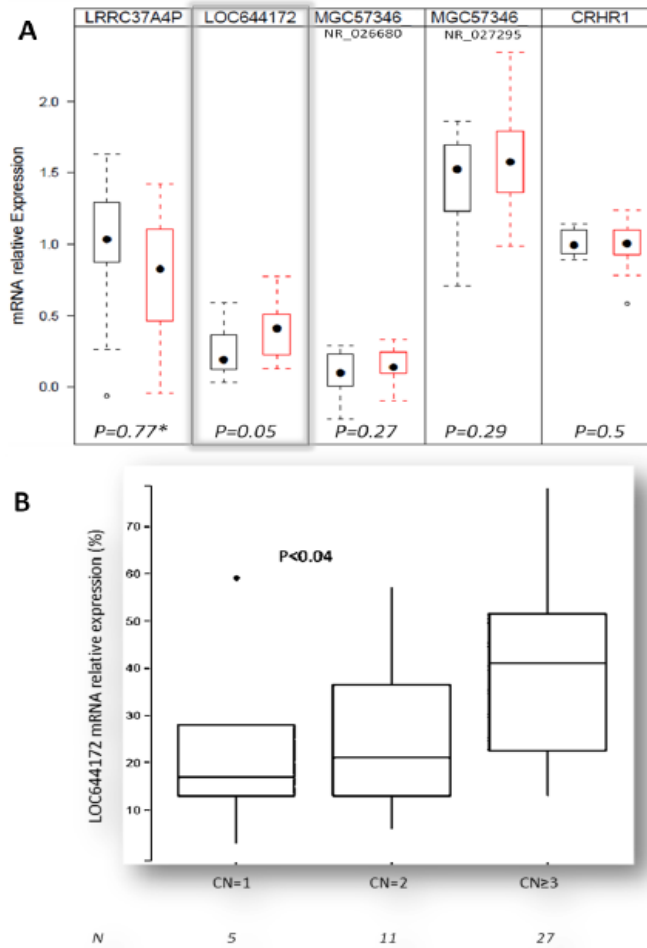 A
LRRC37A4P LOC644172 MGC57346_ MGC57346_ CRHR1
NR_026680 NR_027295
mRNA relative Expression
2.0
1.5
1.0
0.5
0.0
P=0.77* P=0.05 P=0.27 P=0.29 P=0.5
B
LOC644172 mRNA relative expression (%)
P<0.04
70
60
50
40
30
20
10
CN=1 CN=2 CN≥3
N 5 11 27